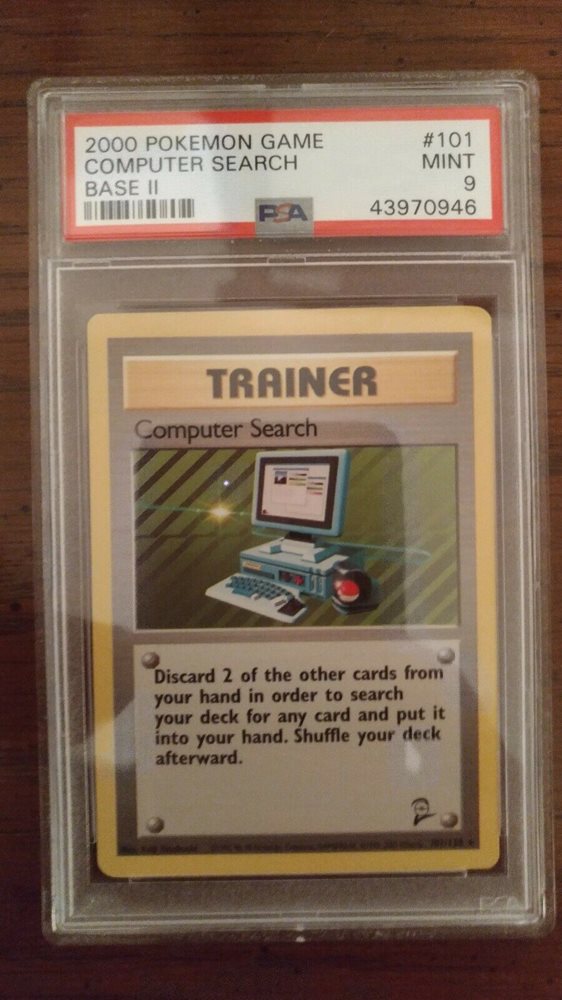 2000 POKEMON GAME #101
COMPUTER SEARCH MINT
BASE II 9
PSA 43970946
TRAINER
Computer Search
Discard 2 of the other cards from
your hand in order to search
your deck for any card and put it
into your hand. Shuffle your deck
afterward.